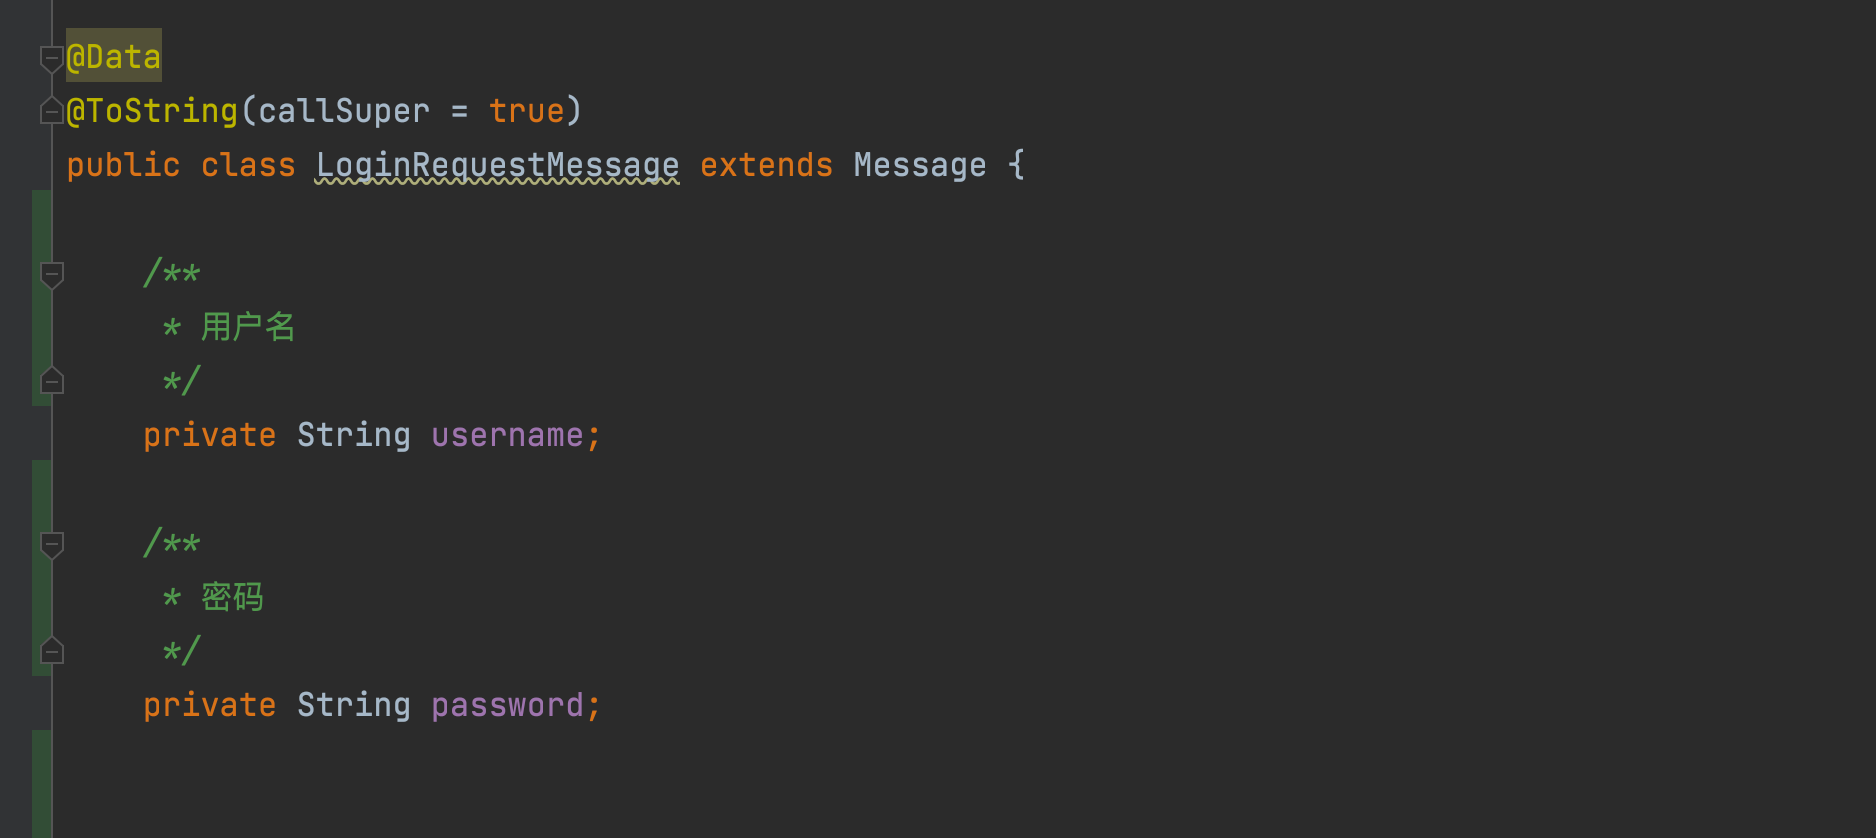 @Data
@ToString(callSuper = true)
public class LoginRequestMessage extends Message {
/**
* 用户名
*/
private String username;
/**
* 密码
*/
private String password;